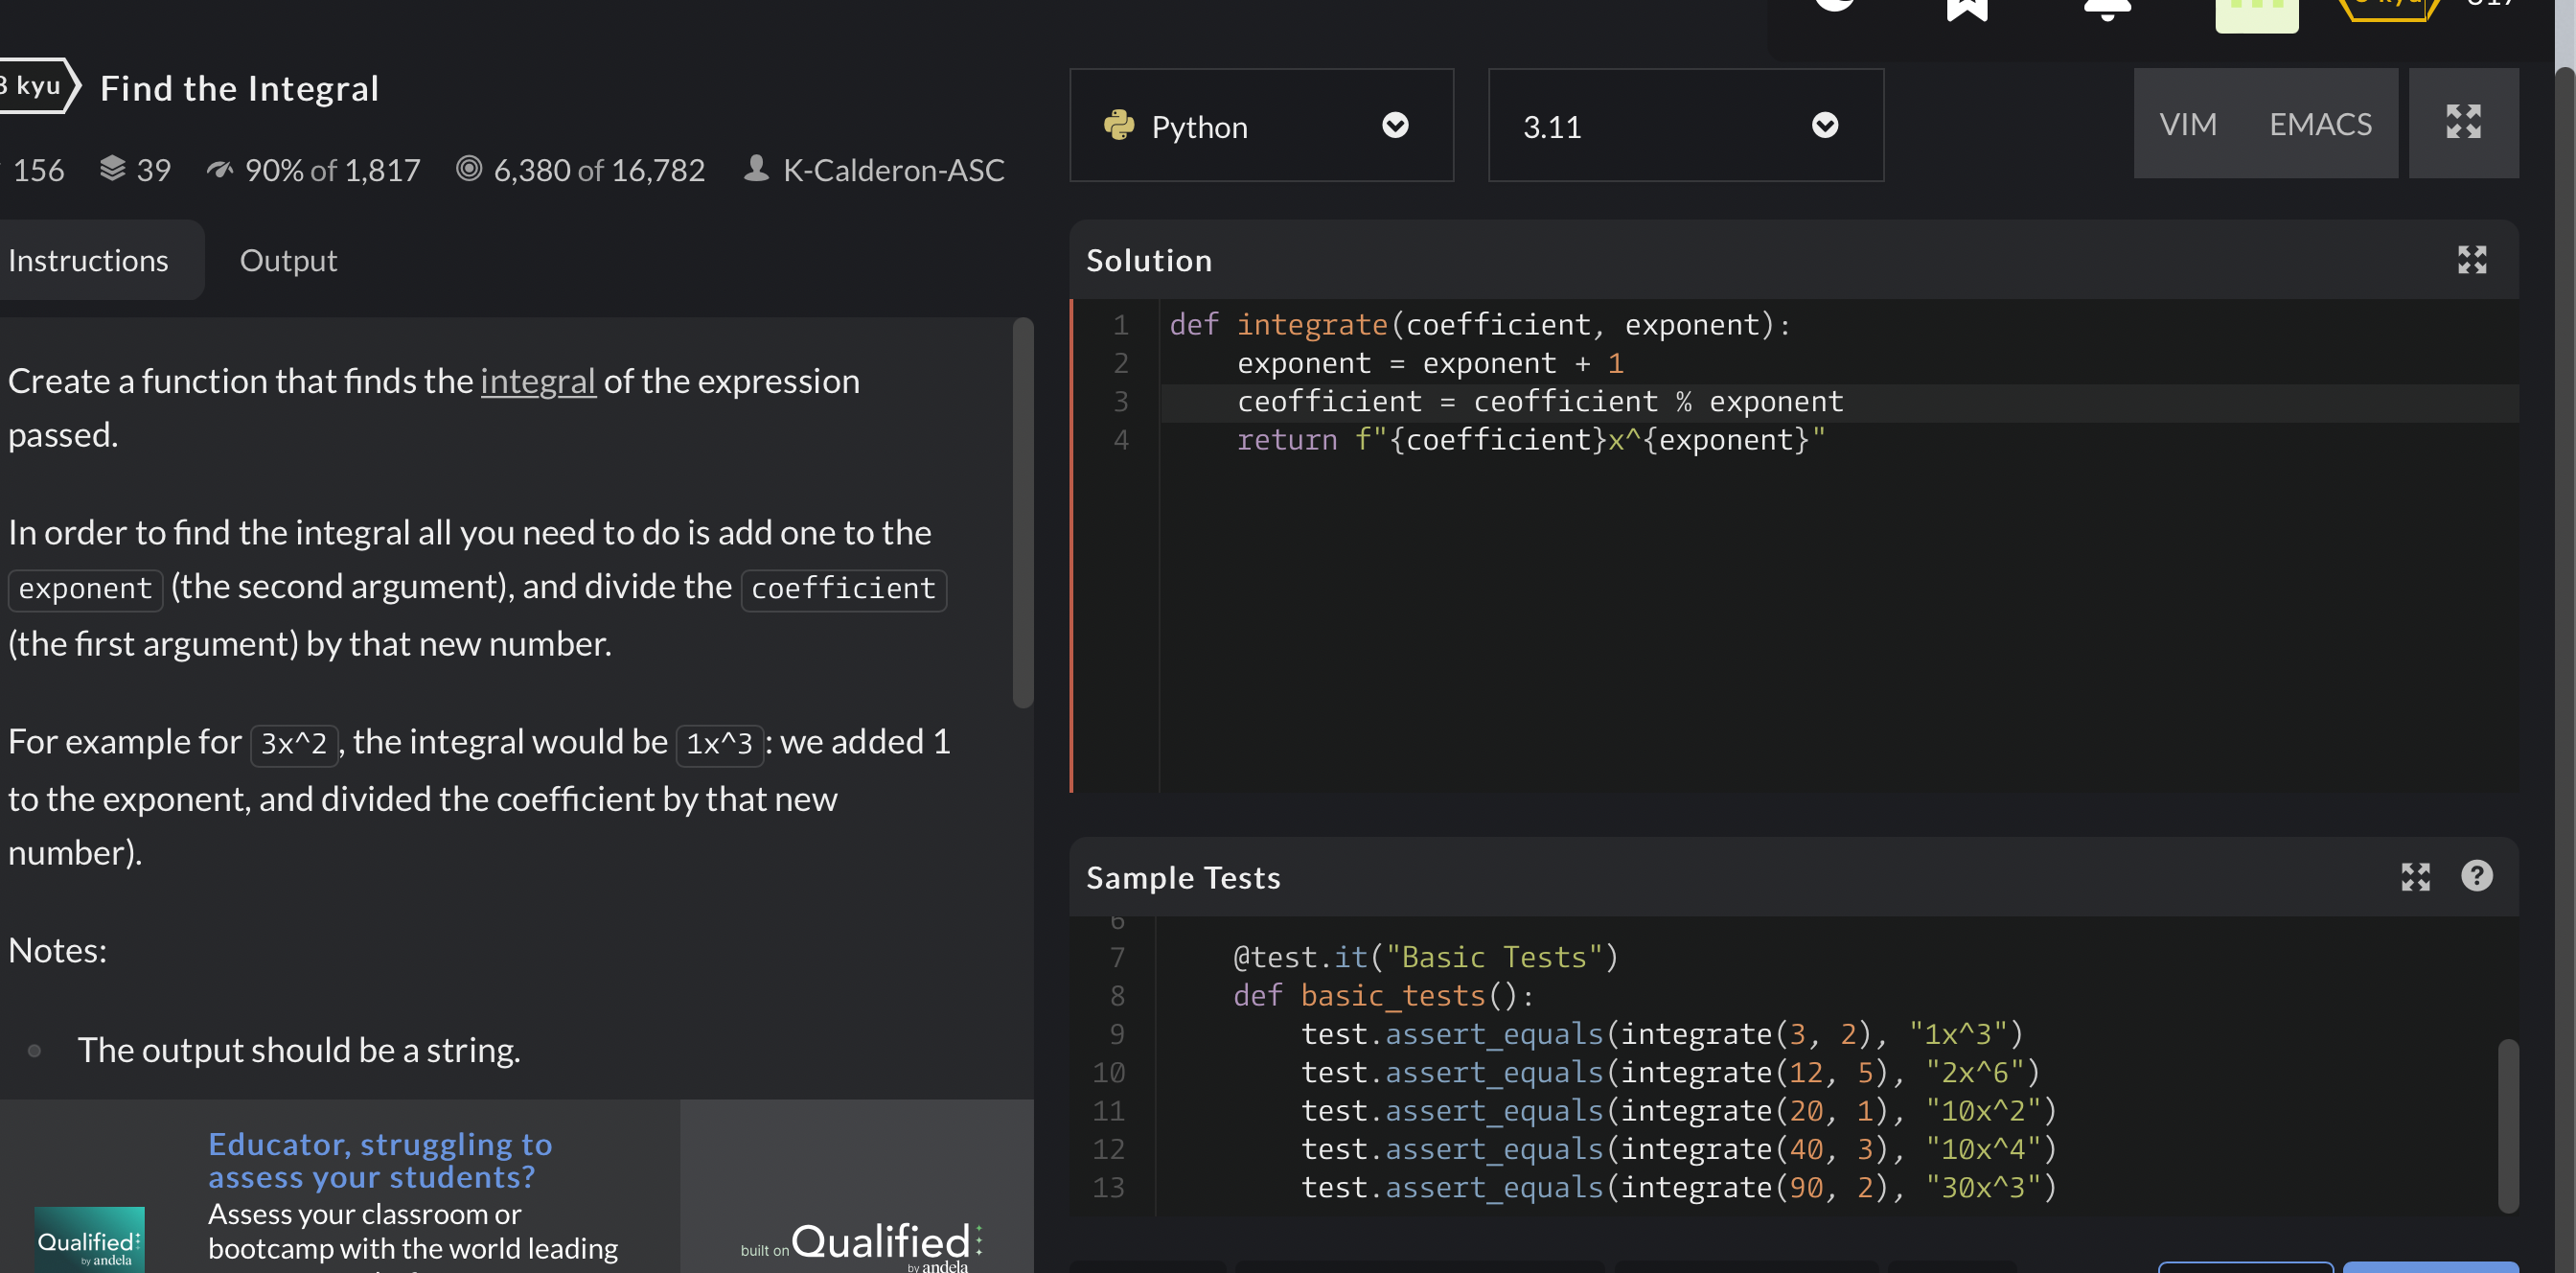 Find the Integral
156 39 90% of 1,817 6,380 of 16,782 K-Calderon-ASC
Instructions Output
Create a function that finds the integral of the expression
passed.
In order to find the integral all you need to do is add one to the
exponent (the second argument), and divide the coefficient
(the first argument) by that new number.
For example for 3x^2, the integral would be 1x^3: we added 1
to the exponent, and divided the coefficient by that new
number).
Notes:
The output should be a string.
Educator, struggling to
assess your students?
Assess your classroom or
bootcamp with the world leading
Qualified
by andela
built on Qualified
by andela
Python 3.11 VIM EMACS
Solution
1 def integrate(coefficient, exponent):
2 exponent = exponent + 1
3 ceofficient = ceofficient % exponent
4 return f"{coefficient}x^{exponent}"
Sample Tests
6
7 @test.it("Basic Tests")
8 def basic_tests():
9 test.assert_equals(integrate(3, 2), "1x^3")
10 test.assert_equals(integrate(12, 5), "2x^6")
11 test.assert_equals(integrate(20, 1), "10x^2")
12 test.assert_equals(integrate(40, 3), "10x^4")
13 test.assert_equals(integrate(90, 2), "30x^3")